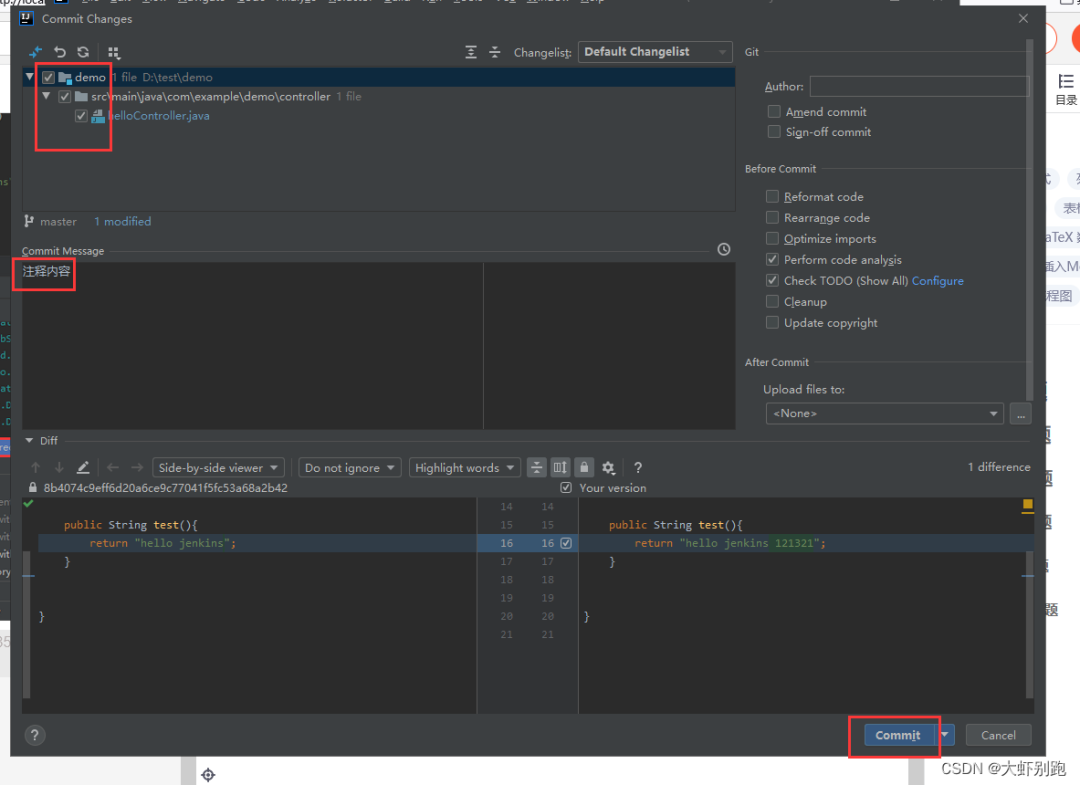 Commit Changes
Changelist: Default Changelist
demo 1 file D:\test\demo
src\main\java\com\example\demo\controller 1 file
helloController.java
master 1 modified
Commit Message
注释内容
Git
Author:
Amend commit
Sign-off commit
Before Commit
Reformat code
Rearrange code
Optimize imports
Perform code analysis
Check TODO (Show All) Configure
Cleanup
Update copyright
After Commit
Upload files to:
<None>
...
Diff
Side-by-side viewer Do not ignore Highlight words ? 1 difference
8b4074c9eff6d20a6ce9c77041f5fc53a68a2b42 Your version
14 14
public String test(){ 15 15 public String test(){
return "hello jenkins"; 16 16 return "hello jenkins 121321";
} 17 17 }
18 18
19 19
} 20 20 }
21 21
? Commit Cancel
目录
CSDN @大虾别跑